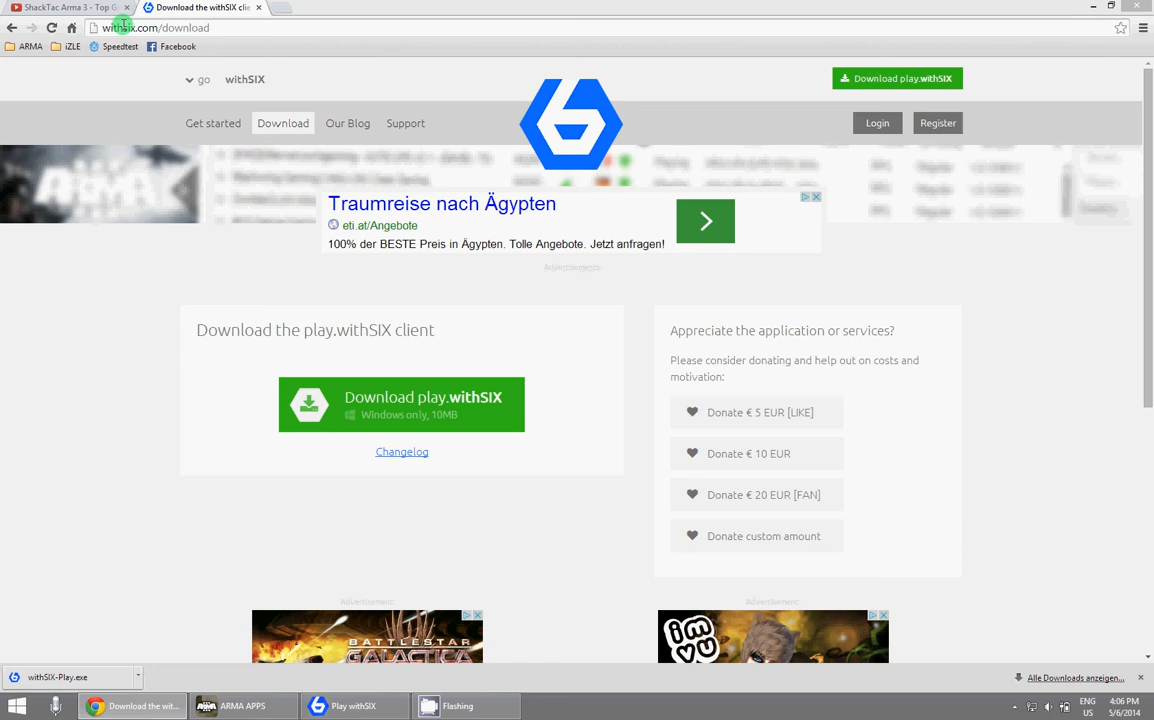 ShackTac Arma 3 - Top G
Download the withSIX clie
withsix.com/download
ARMA
iZLE
Speedtest
Facebook
go
withSIX
Download play.withSIX
Get started
Download
Our Blog
Support
Login
Register
ARMA
Traumreise nach Ägypten
eti.at/Angebote
100% der BESTE Preis in Ägypten. Tolle Angebote. Jetzt anfragen!
Advertisements:
Download the play.withSIX client
Download play.withSIX
Windows only, 10MB
Changelog
Appreciate the application or services?
Please consider donating and help out on costs and
motivation:
Donate € 5 EUR [LIKE]
Donate € 10 EUR
Donate € 20 EUR [FAN]
Donate custom amount
Advertisement:
BATTLESTAR
GALACTICA
Advertisement:
imvu
withSIX-Play.exe
Alle Downloads anzeigen...
Download the wit...
ARMA APPS
Play withSIX
Flashing
ENG
US
4:06 PM
5/6/2014